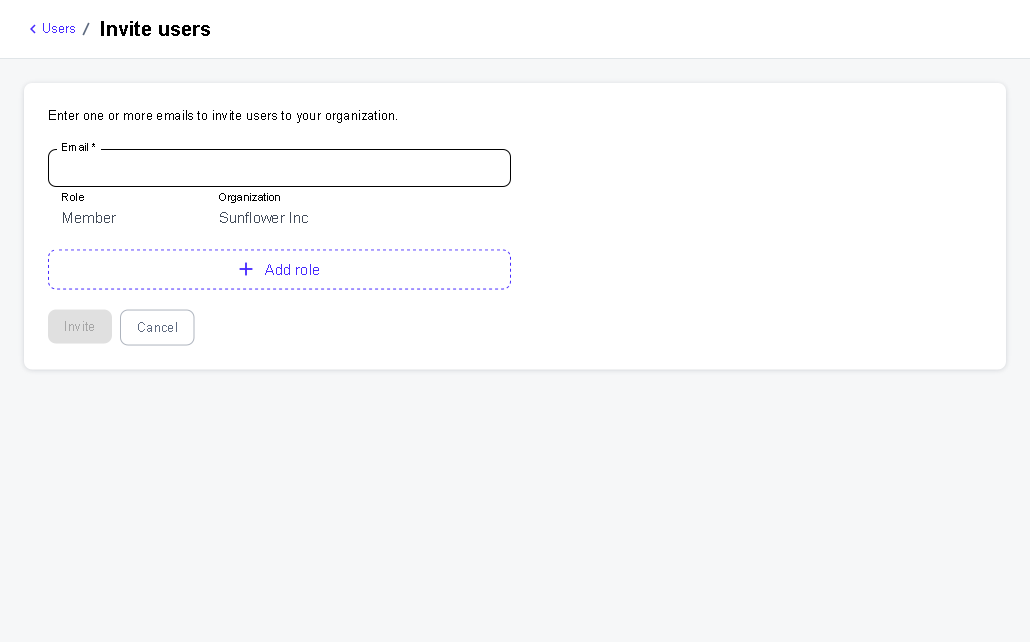 Users / Invite users
Enter one or more emails to invite users to your organization.
Email *
Role Organization
Member Sunflower Inc
+ Add role
Invite Cancel